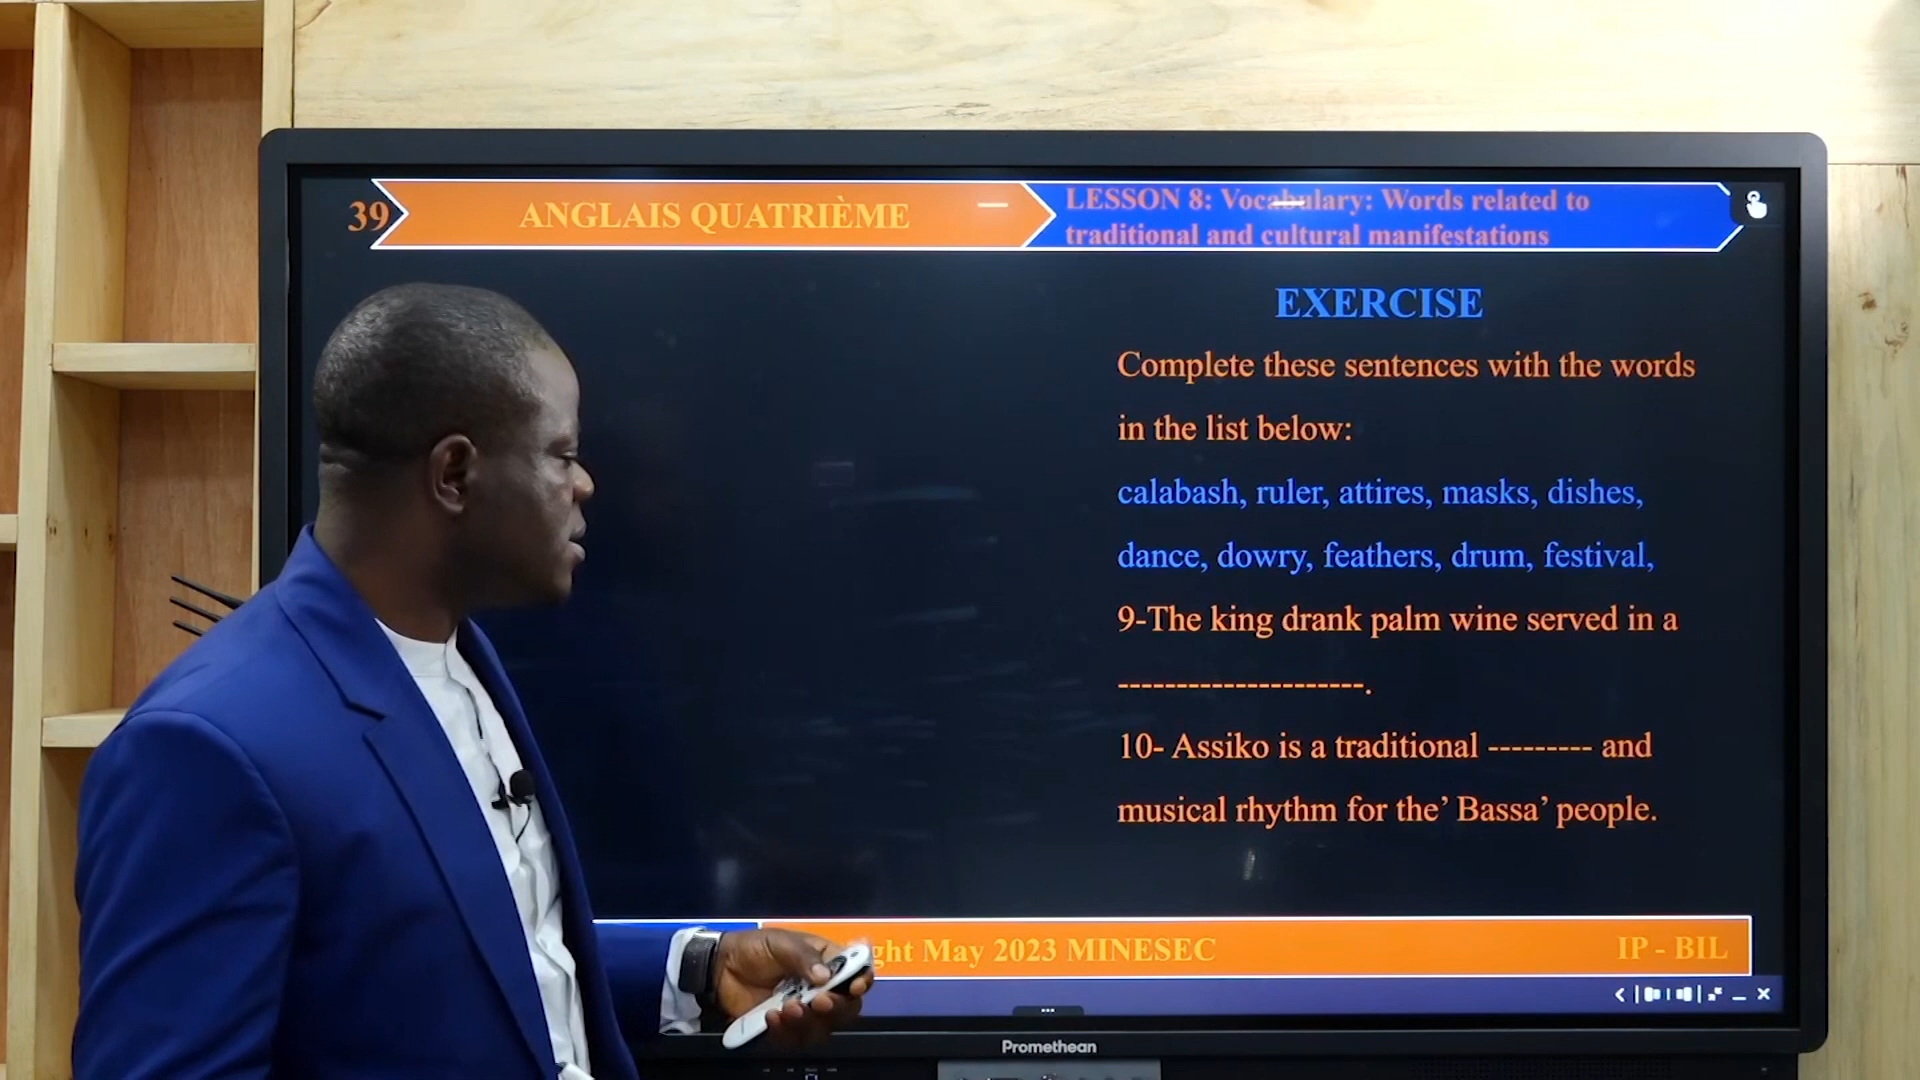 39
ANGLAIS QUATRIÈME
LESSON 8: Vocabulary: Words related to
traditional and cultural manifestations
EXERCISE
Complete these sentences with the words
in the list below:
calabash, ruler, attires, masks, dishes,
dance, dowry, feathers, drum, festival,
9-The king drank palm wine served in a
---------------------.
10- Assiko is a traditional --------- and
musical rhythm for the’ Bassa’ people.
May 2023 MINESEC
IP - BIL
Promethean